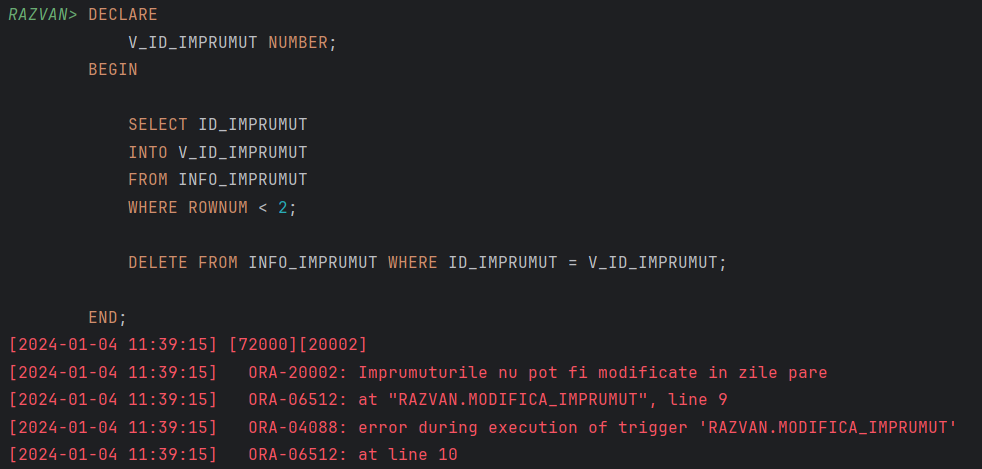 RAZVAN> DECLARE
V_ID_IMPRUMUT NUMBER;
BEGIN
SELECT ID_IMPRUMUT
INTO V_ID_IMPRUMUT
FROM INFO_IMPRUMUT
WHERE ROWNUM < 2;
DELETE FROM INFO_IMPRUMUT WHERE ID_IMPRUMUT = V_ID_IMPRUMUT;
END;
[2024-01-04 11:39:15] [72000][20002]
[2024-01-04 11:39:15] ORA-20002: Imprumuturile nu pot fi modificate in zile pare
[2024-01-04 11:39:15] ORA-06512: at "RAZVAN.MODIFICA_IMPRUMUT", line 9
[2024-01-04 11:39:15] ORA-04088: error during execution of trigger 'RAZVAN.MODIFICA_IMPRUMUT'
[2024-01-04 11:39:15] ORA-06512: at line 10